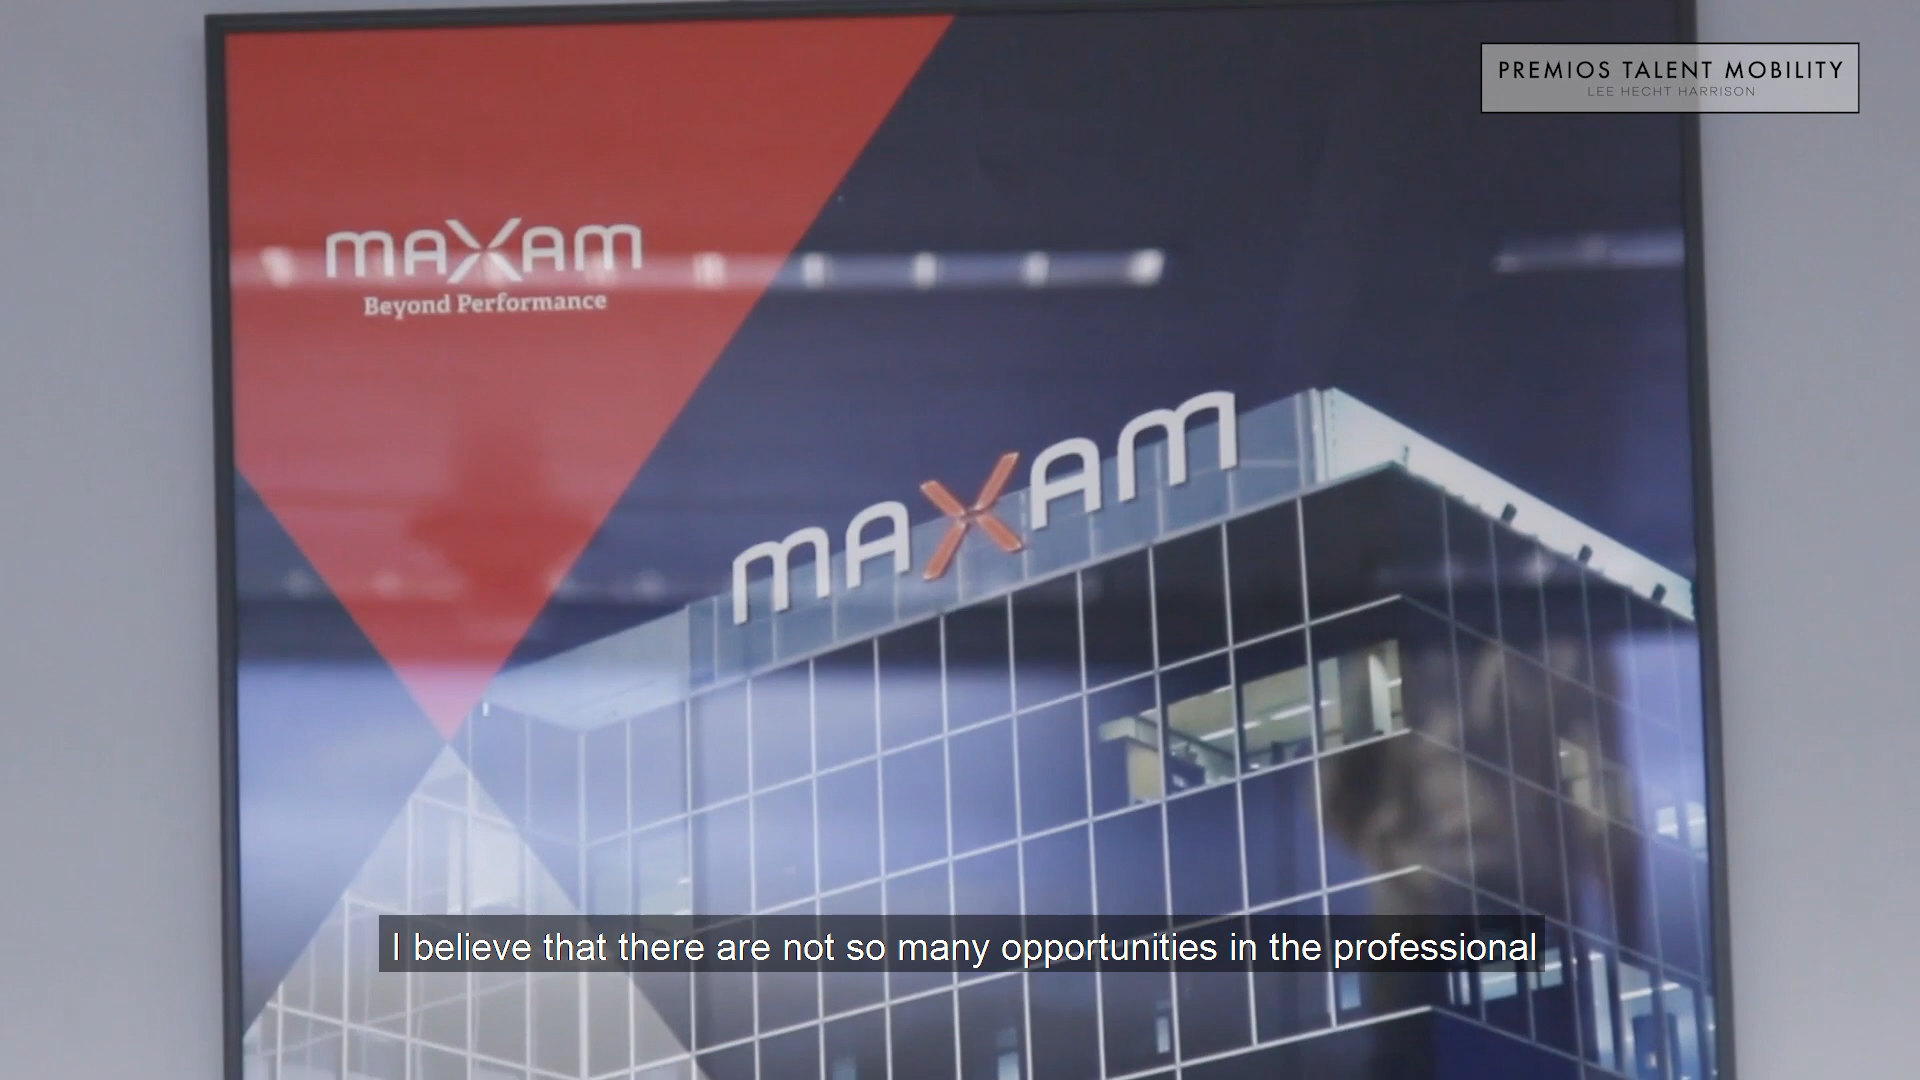 PREMIOS TALENT MOBILITY
LEE HECHT HARRISON
maXam
Beyond Performance
maXam
I believe that there are not so many opportunities in the professional